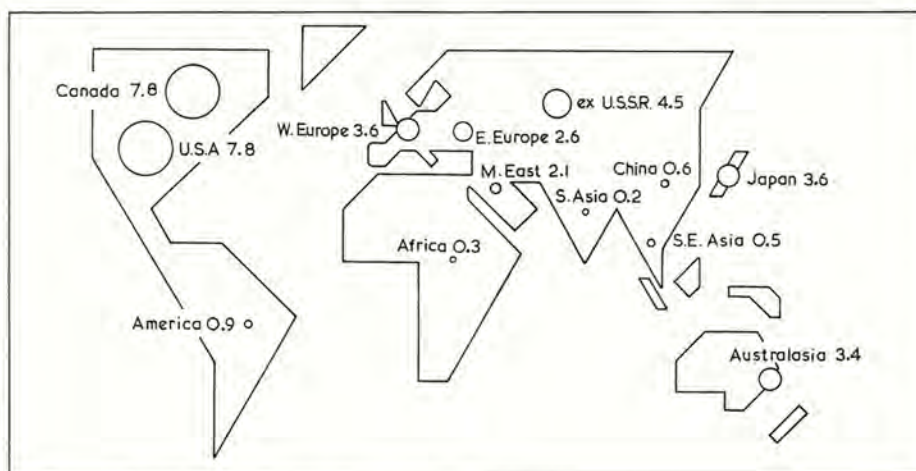 Canada 7.8
U.S.A 7.8
W. Europe 3.6
E. Europe 2.6
ex U.S.S.R. 4.5
M. East 2.1
S. Asia 0.2
China 0.6
Japan 3.6
S.E. Asia 0.5
Africa 0.3
America 0.9
Australasia 3.4